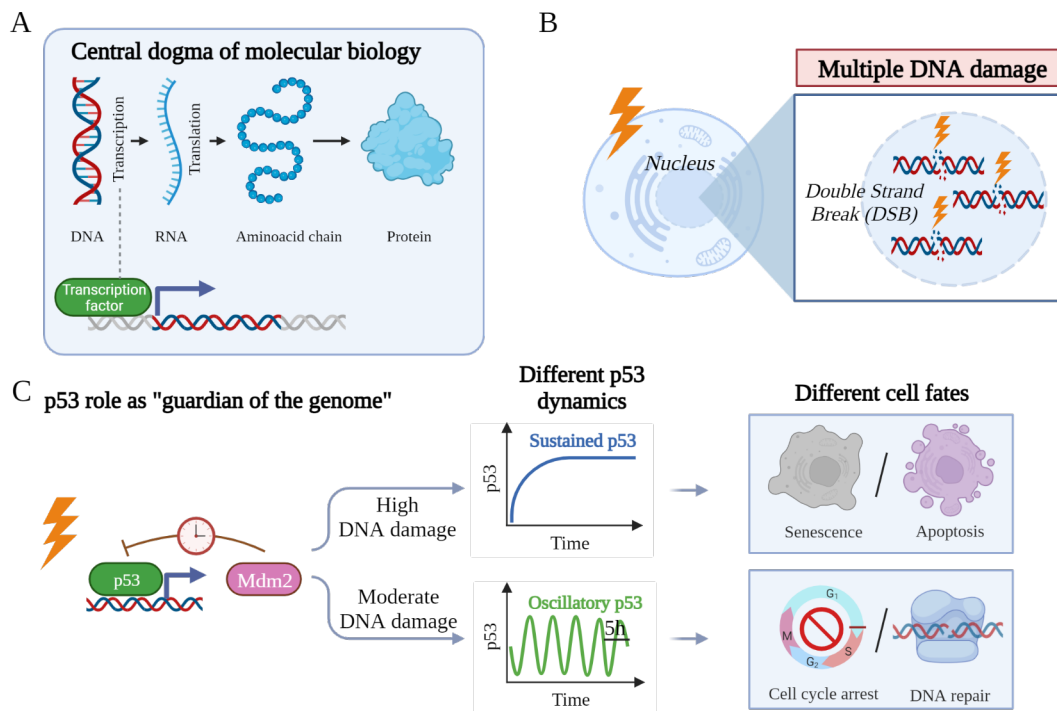 A
Central dogma of molecular biology
Transcription
Translation
DNA
RNA
Aminoacid chain
Protein
Transcription
factor
B
Multiple DNA damage
Nucleus
Double Strand
Break (DSB)
C
p53 role as "guardian of the genome"
Different p53
dynamics
Different cell fates
p53
Mdm2
High
DNA damage
Moderate
DNA damage
Sustained p53
p53
Time
Oscillatory p53
5h
p53
Time
Senescence
Apoptosis
G₁
M
S
G₂
Cell cycle arrest
DNA repair